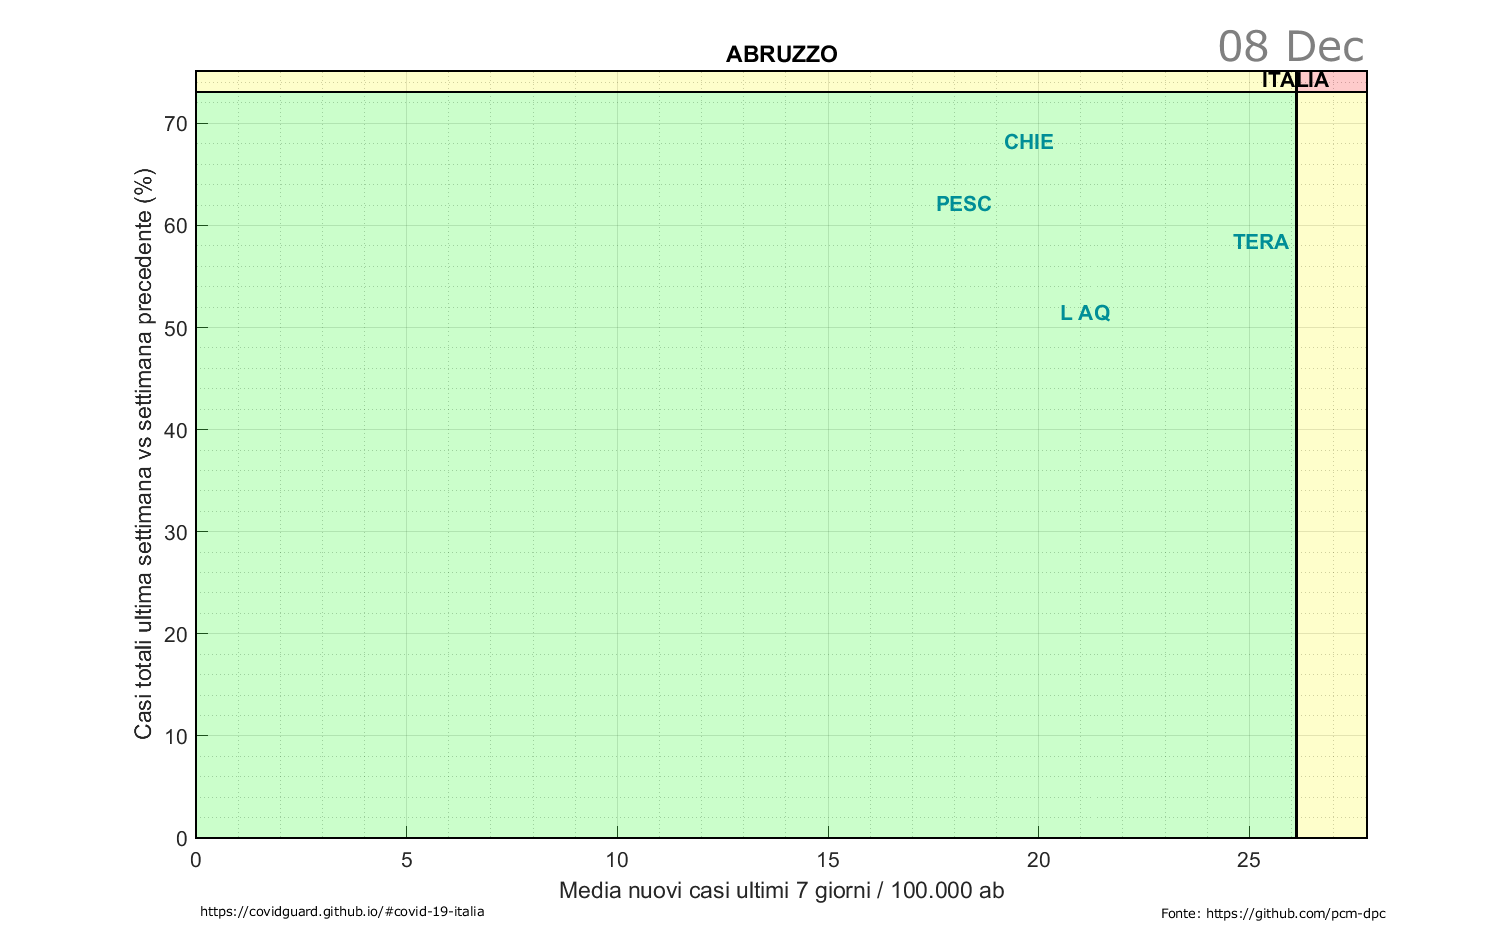 08 Dec
ABRUZZO
ITALIA
70
CHIE
PESC
60
TERA
L AQ
50
40
30
20
10
0
Casi totali ultima settimana vs settimana precedente (%)
0 5 10 15 20 25
Media nuovi casi ultimi 7 giorni / 100.000 ab
https://covidguard.github.io/#covid-19-italia
Fonte: https://github.com/pcm-dpc